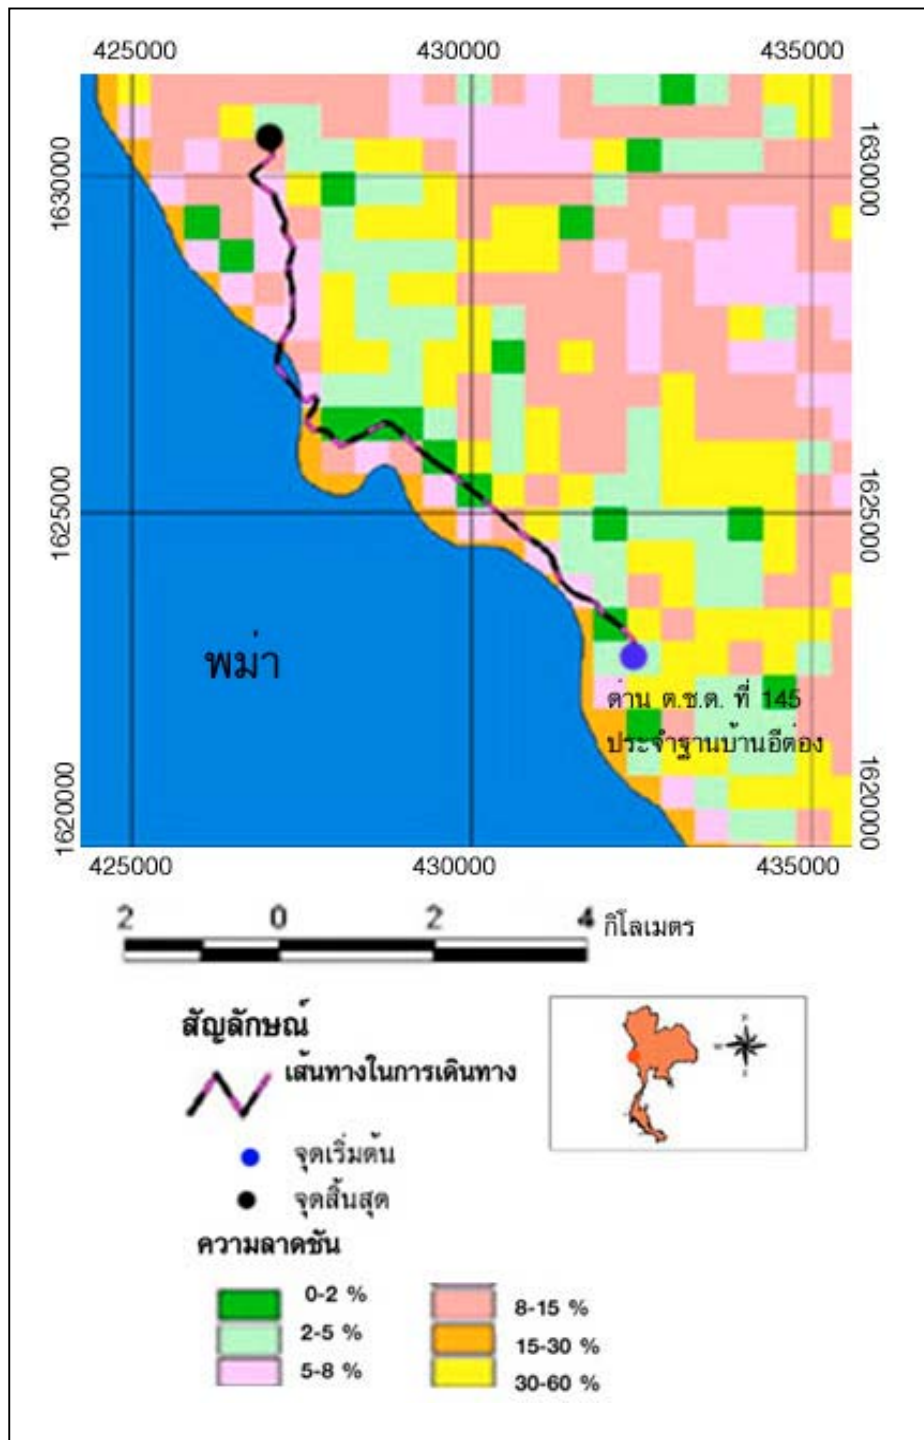 425000 430000 435000
1630000 1630000
1625000 1625000
พม่า
ด่าน ต.ช.ด. ที่ 145
ประจำฐานบ้านอีต่อง
1620000 1620000
425000 430000 435000
2 0 2 4 กิโลเมตร
สัญลักษณ์
เส้นทางในการเดินทาง
จุดเริ่มต้น
จุดสิ้นสุด
ความลาดชัน
0-2 % 8-15 %
2-5 % 15-30 %
5-8 % 30-60 %